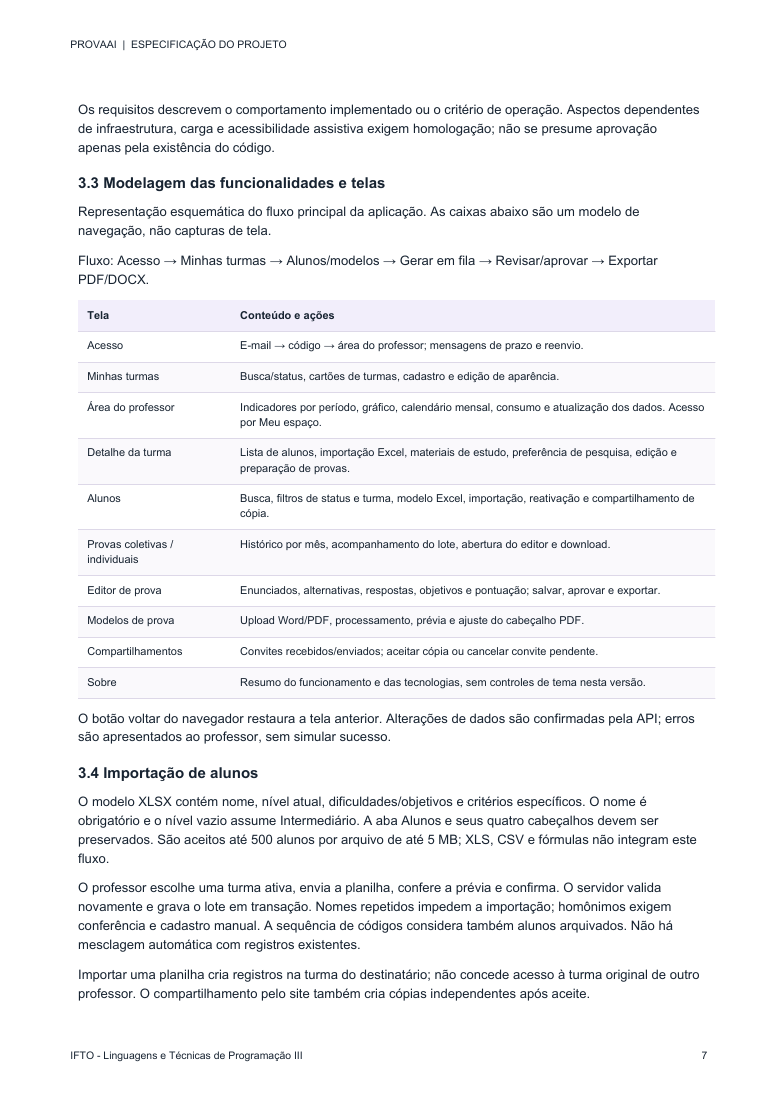 PROVAAI | ESPECIFICAÇÃO DO PROJETO
Os requisitos descrevem o comportamento implementado ou o critério de operação. Aspectos dependentes
de infraestrutura, carga e acessibilidade assistiva exigem homologação; não se presume aprovação
apenas pela existência do código.
3.3 Modelagem das funcionalidades e telas
Representação esquemática do fluxo principal da aplicação. As caixas abaixo são um modelo de
navegação, não capturas de tela.
Fluxo: Acesso → Minhas turmas → Alunos/modelos → Gerar em fila → Revisar/aprovar → Exportar
PDF/DOCX.
Tela Conteúdo e ações
Acesso E-mail → código → área do professor; mensagens de prazo e reenvio.
Minhas turmas Busca/status, cartões de turmas, cadastro e edição de aparência.
Área do professor Indicadores por período, gráfico, calendário mensal, consumo e atualização dos dados. Acesso
por Meu espaço.
Detalhe da turma Lista de alunos, importação Excel, materiais de estudo, preferência de pesquisa, edição e
preparação de provas.
Alunos Busca, filtros de status e turma, modelo Excel, importação, reativação e compartilhamento de
cópia.
Provas coletivas / Histórico por mês, acompanhamento do lote, abertura do editor e download.
individuais
Editor de prova Enunciados, alternativas, respostas, objetivos e pontuação; salvar, aprovar e exportar.
Modelos de prova Upload Word/PDF, processamento, prévia e ajuste do cabeçalho PDF.
Compartilhamentos Convites recebidos/enviados; aceitar cópia ou cancelar convite pendente.
Sobre Resumo do funcionamento e das tecnologias, sem controles de tema nesta versão.
O botão voltar do navegador restaura a tela anterior. Alterações de dados são confirmadas pela API; erros
são apresentados ao professor, sem simular sucesso.
3.4 Importação de alunos
O modelo XLSX contém nome, nível atual, dificuldades/objetivos e critérios específicos. O nome é
obrigatório e o nível vazio assume Intermediário. A aba Alunos e seus quatro cabeçalhos devem ser
preservados. São aceitos até 500 alunos por arquivo de até 5 MB; XLS, CSV e fórmulas não integram este
fluxo.
O professor escolhe uma turma ativa, envia a planilha, confere a prévia e confirma. O servidor valida
novamente e grava o lote em transação. Nomes repetidos impedem a importação; homônimos exigem
conferência e cadastro manual. A sequência de códigos considera também alunos arquivados. Não há
mesclagem automática com registros existentes.
Importar uma planilha cria registros na turma do destinatário; não concede acesso à turma original de outro
professor. O compartilhamento pelo site também cria cópias independentes após aceite.
IFTO - Linguagens e Técnicas de Programação III 7